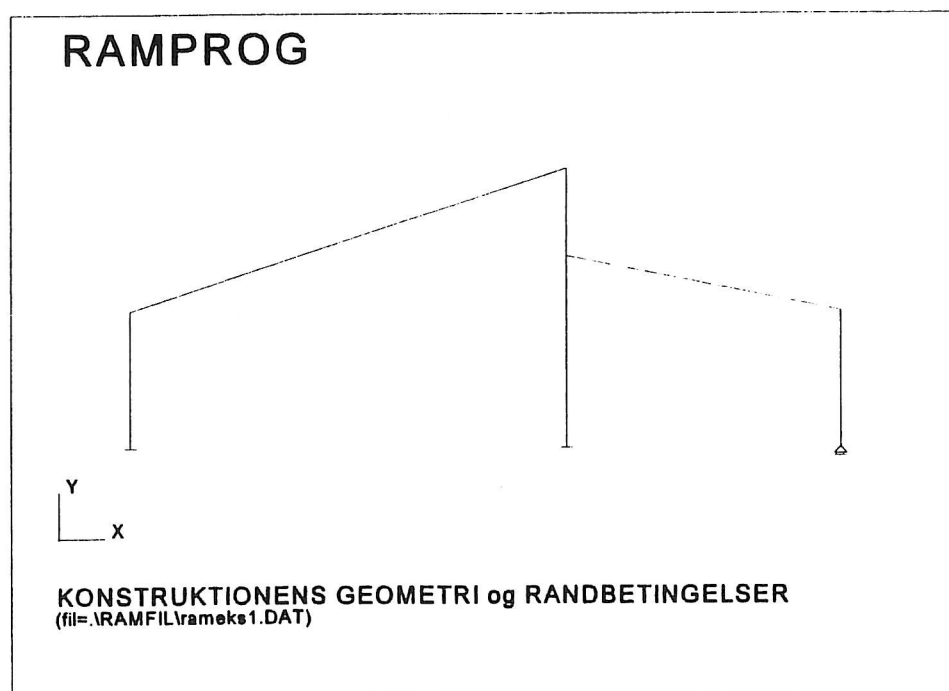 RAMPROG
Y
X
KONSTRUKTIONENS GEOMETRI og RANDBETINGELSER
(fil=.\RAMFIL\rameks1.DAT)